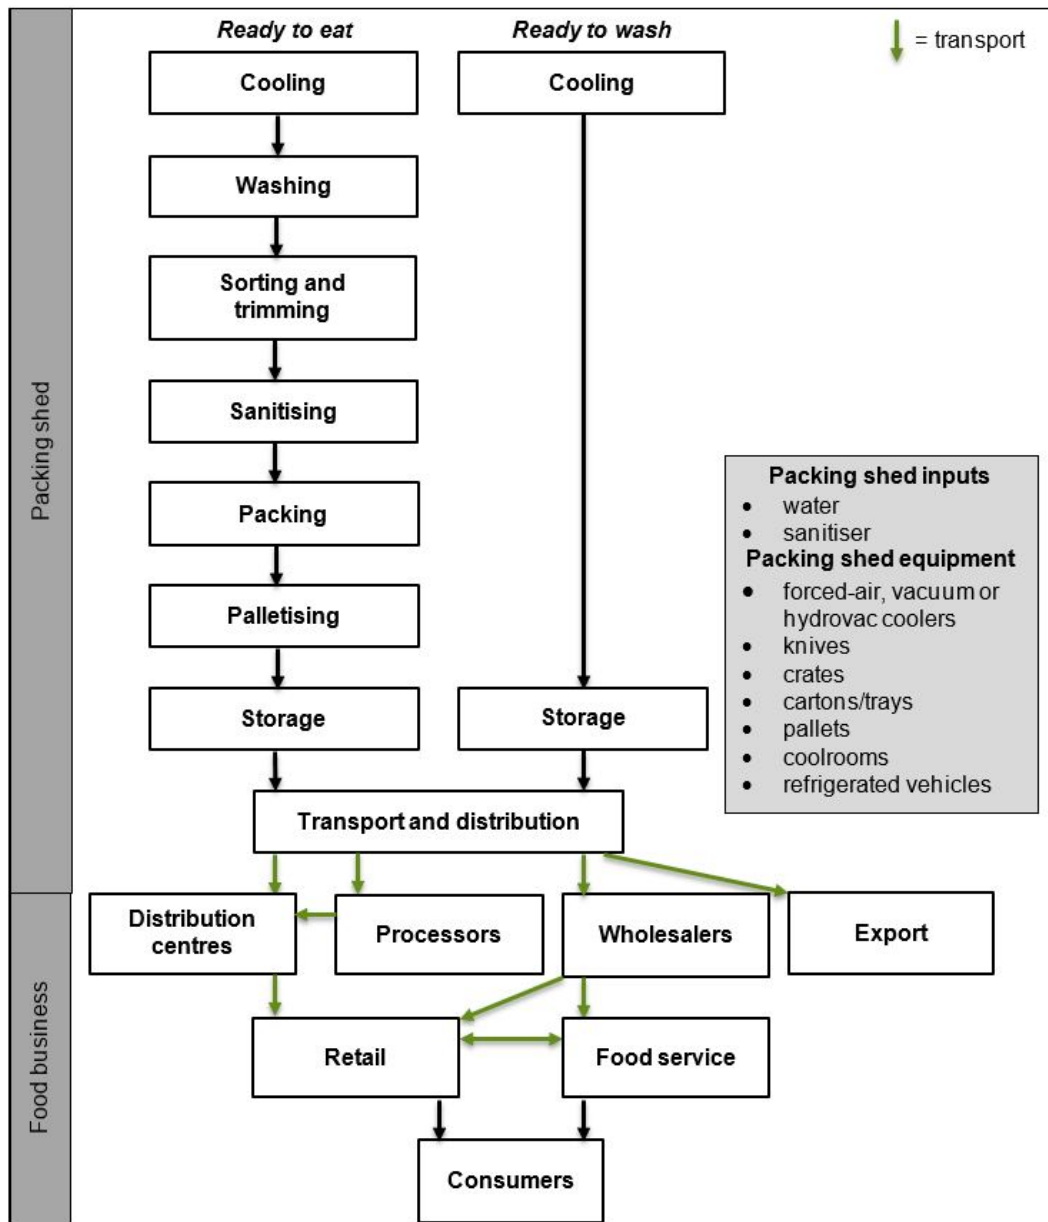 Ready to eat
Ready to wash
= transport
Cooling
Cooling
Washing
Sorting and
trimming
Sanitising
Packing
Palletising
Storage
Storage
Transport and distribution
Packing shed
Packing shed inputs
• water
• sanitiser
Packing shed equipment
• forced-air, vacuum or
hydrovac coolers
• knives
• crates
• cartons/trays
• pallets
• coolrooms
• refrigerated vehicles
Distribution
centres
Processors
Wholesalers
Export
Retail
Food service
Consumers
Food business